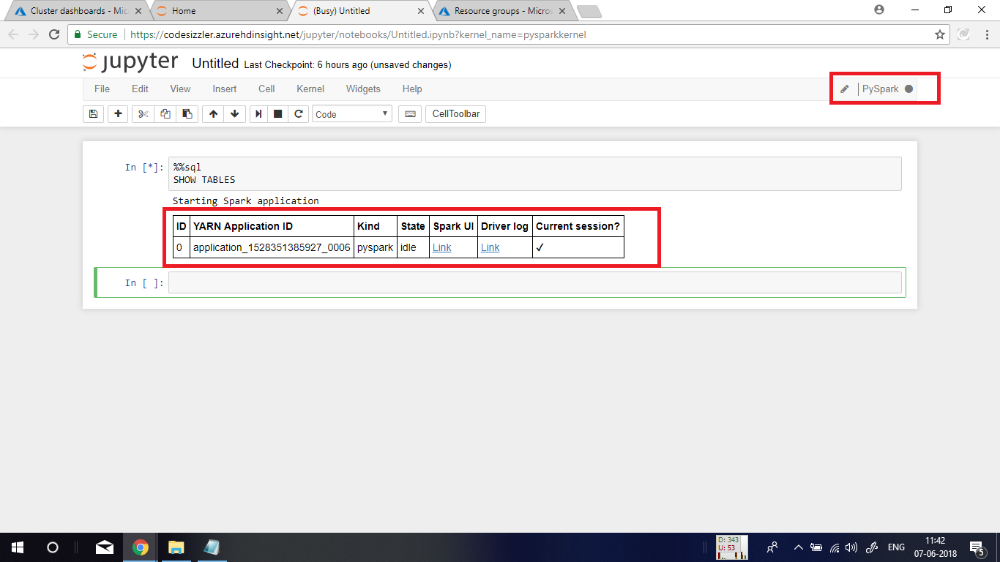 Cluster dashboards - Mic
Home
(Busy) Untitled
Resource groups - Micros
Secure
https://codesizzler.azurehdinsight.net/jupyter/notebooks/Untitled.ipynb?kernel_name=pysparkkernel
jupyter Untitled Last Checkpoint: 6 hours ago (unsaved changes)
File Edit View Insert Cell Kernel Widgets Help
PySpark
Code
CellToolbar
In [*]: %%sql
SHOW TABLES
Starting Spark application
ID YARN Application ID Kind State Spark UI Driver log Current session?
0 application_1528351385927_0006 pyspark idle Link Link ✓
In [ ]:
D: 343
U: 53
ENG
11:42
07-06-2018
5